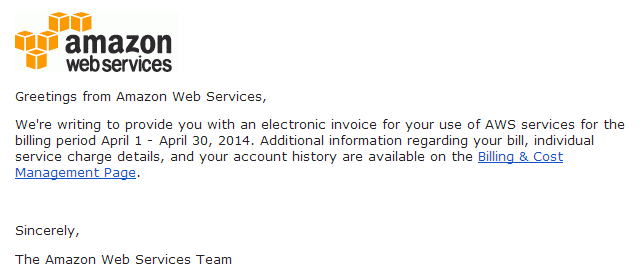 amazon
webservices
Greetings from Amazon Web Services,
We're writing to provide you with an electronic invoice for your use of AWS services for the
billing period April 1 - April 30, 2014. Additional information regarding your bill, individual
service charge details, and your account history are available on the Billing & Cost
Management Page.
Sincerely,
The Amazon Web Services Team